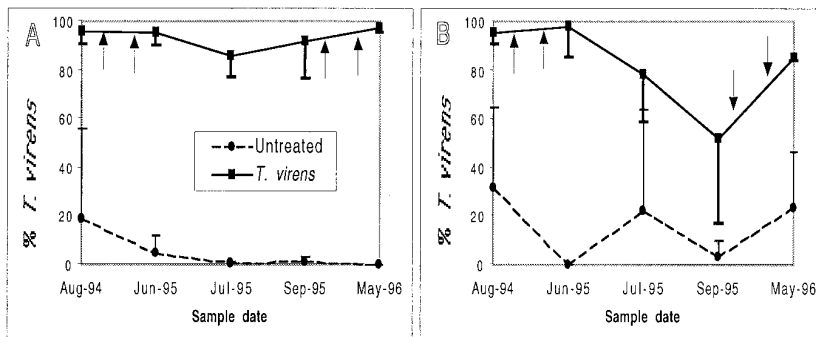 A
% T. virens
100
80
60
40
20
0
Untreated
T. virens
Aug-94 Jun-95 Jul-95 Sep-95 May-96
Sample date
B
% T. virens
100
80
60
40
20
0
Aug-94 Jun-95 Jul-95 Sep-95 May-96
Sample date